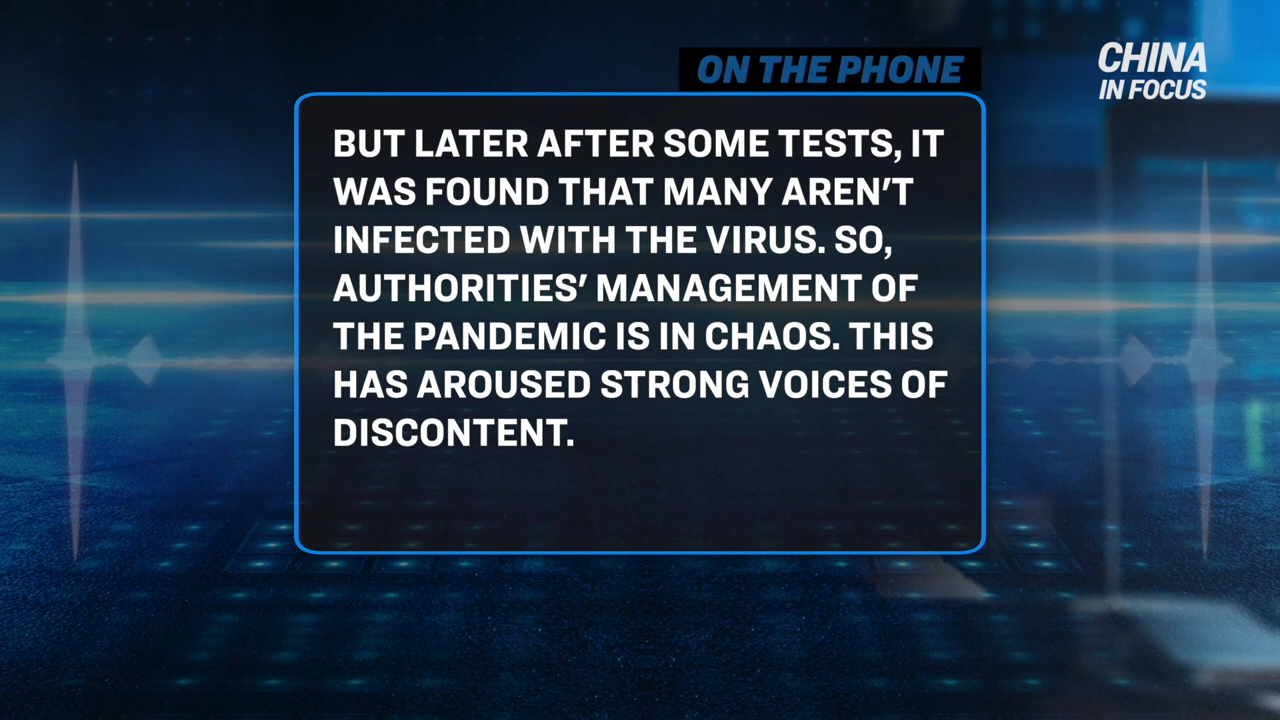 ON THE PHONE
CHINA
IN FOCUS
BUT LATER AFTER SOME TESTS, IT
WAS FOUND THAT MANY AREN’T
INFECTED WITH THE VIRUS. SO,
AUTHORITIES’ MANAGEMENT OF
THE PANDEMIC IS IN CHAOS. THIS
HAS AROUSED STRONG VOICES OF
DISCONTENT.